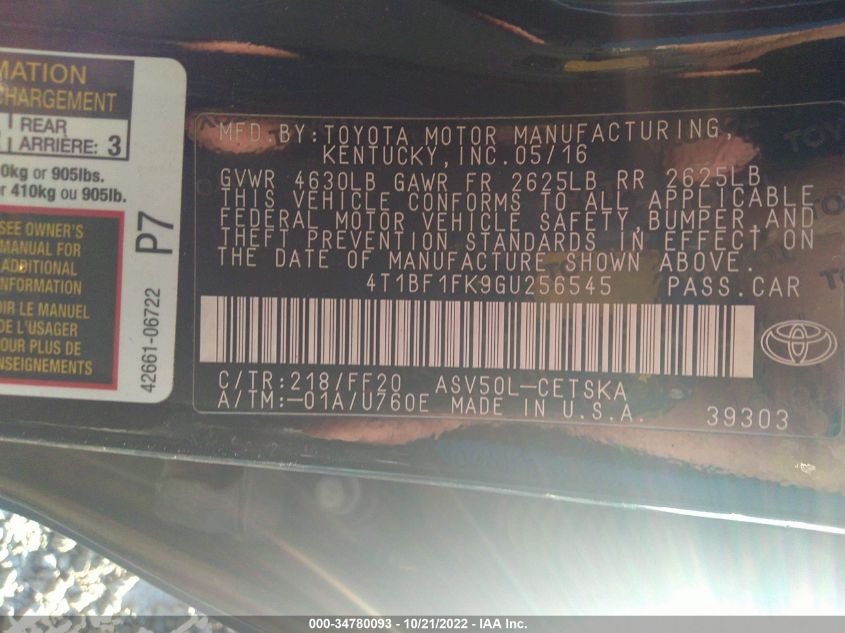 MATION
CHARGEMENT
REAR
ARRIÈRE: 3
0kg or 905lbs.
r 410kg ou 905lb.
SEE OWNER'S
MANUAL FOR
ADDITIONAL
INFORMATION
OIR LE MANUEL
DE L'USAGER
POUR PLUS DE
ENSEIGNEMENTS
P7
42661-06722
MFD.BY:TOYOTA MOTOR MANUFACTURING,
KENTUCKY,INC.05/16
GVWR 4630LB GAWR FR 2625LB RR 2625LB
THIS VEHICLE CONFORMS TO ALL APPLICABLE
FEDERAL MOTOR VEHICLE SAFETY,BUMPER,AND
THEFT PREVENTION STANDARDS IN EFFECT ON
THE DATE OF MANUFACTURE SHOWN ABOVE.
4T1BF1FK9GU256545 PASS.CAR
C/TR:218/FF20 ASV50L-CETSKA
A/TM:-01A/U760E MADE IN U.S.A. 39303
000-34780093 - 10/21/2022 - IAA Inc.